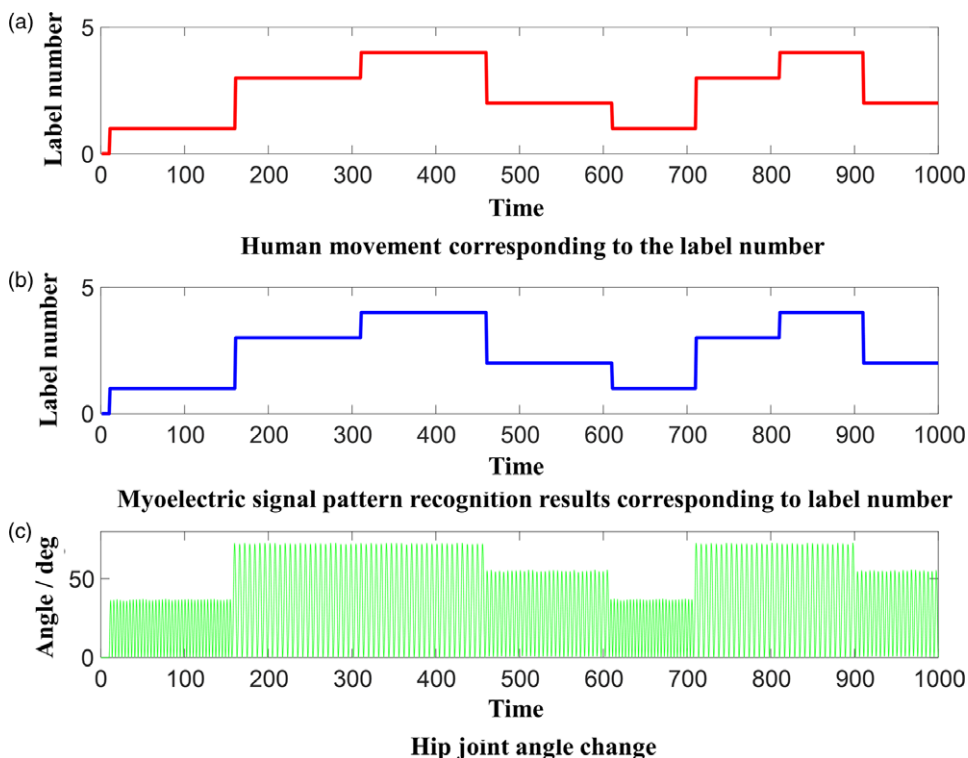 (a)
Label number
5
0
0 100 200 300 400 500 600 700 800 900 1000
Time
Human movement corresponding to the label number
(b)
Label number
5
0
0 100 200 300 400 500 600 700 800 900 1000
Time
Myoelectric signal pattern recognition results corresponding to label number
(c)
Angle / deg
50
0
0 100 200 300 400 500 600 700 800 900 1000
Time
Hip joint angle change